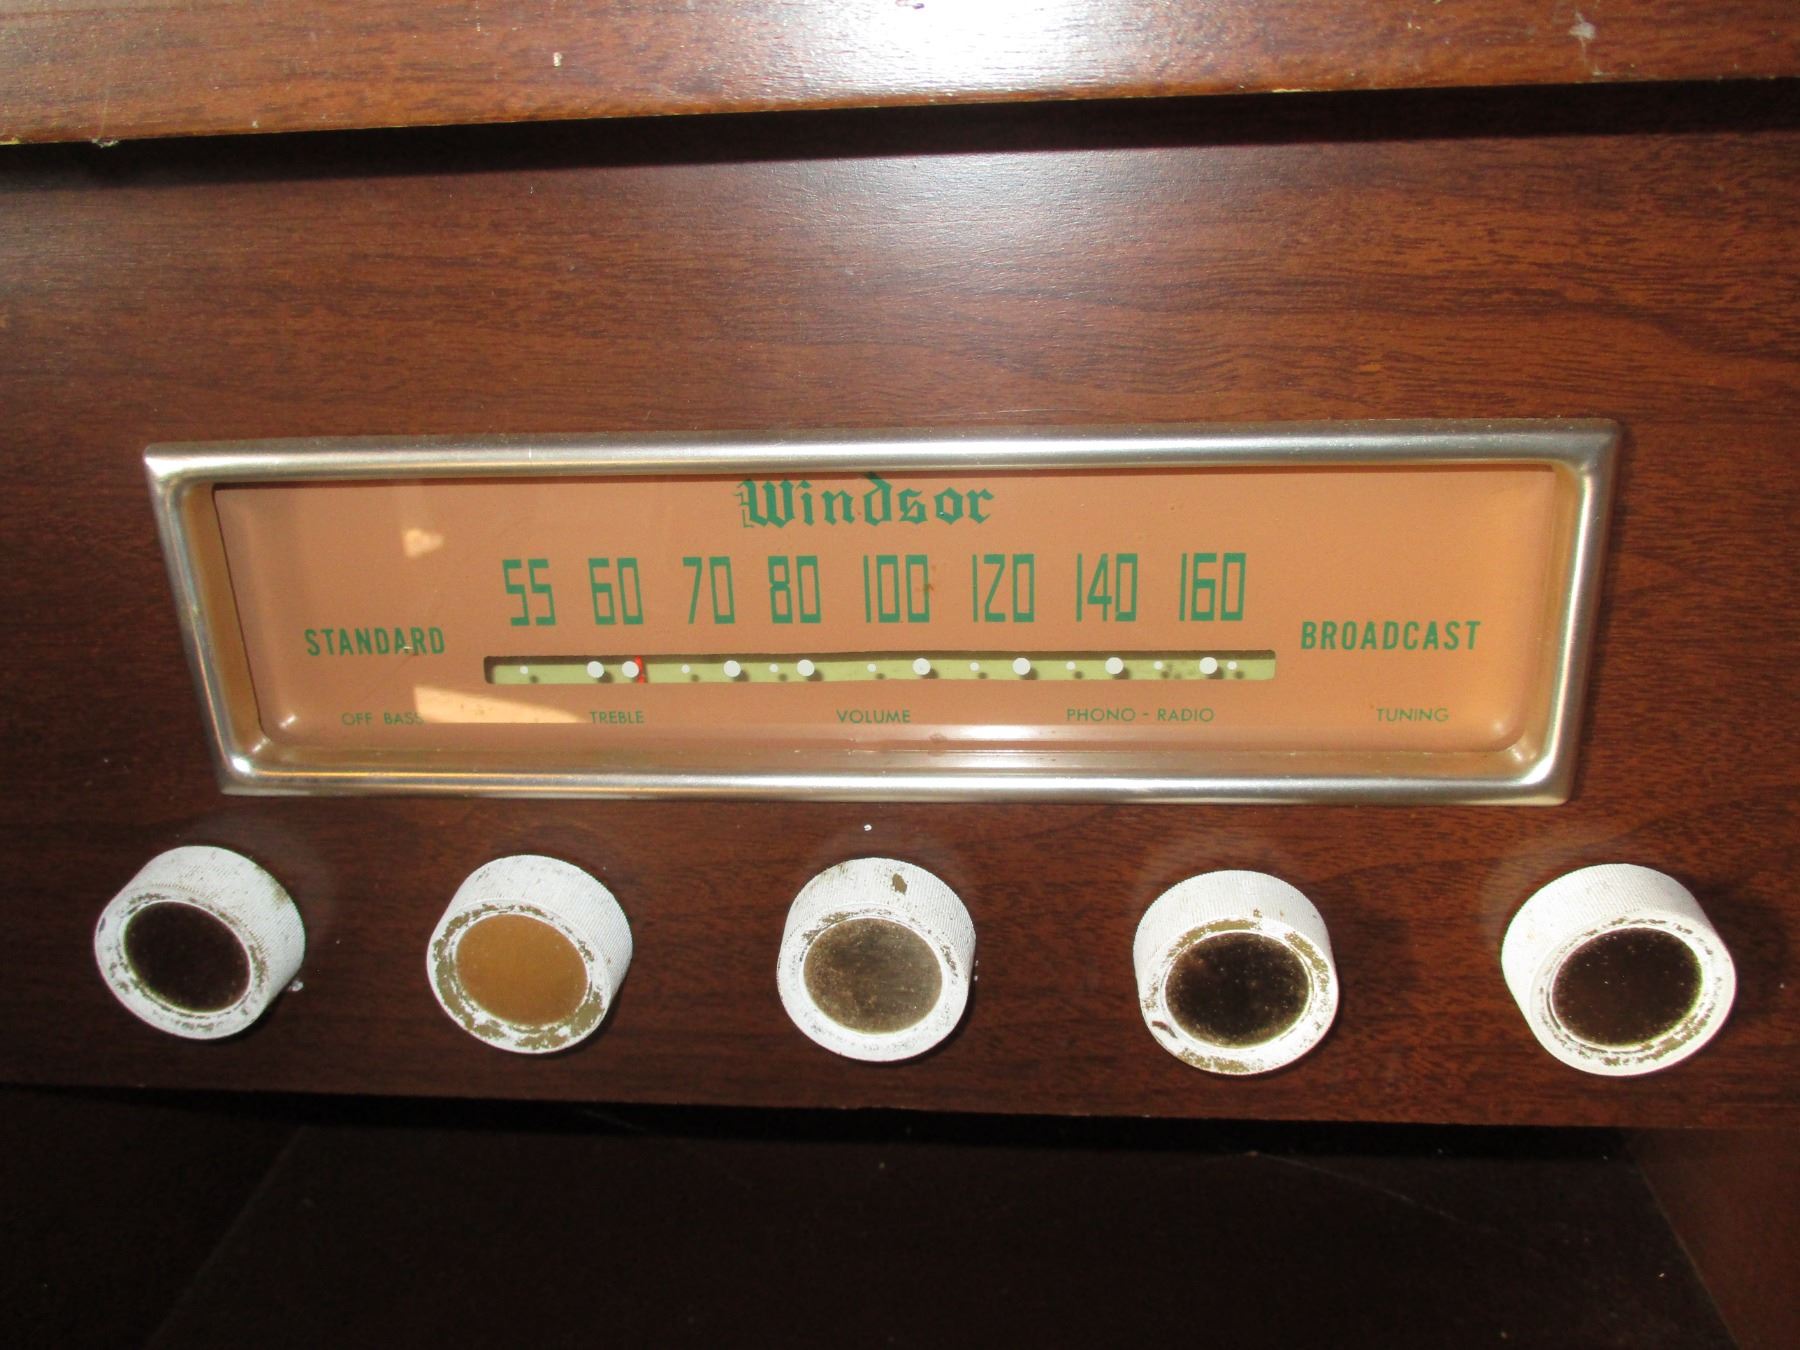 Windsor
55 60 70 80 100 120 140 160
STANDARD BROADCAST
OFF BASS TREBLE VOLUME PHONO - RADIO TUNING